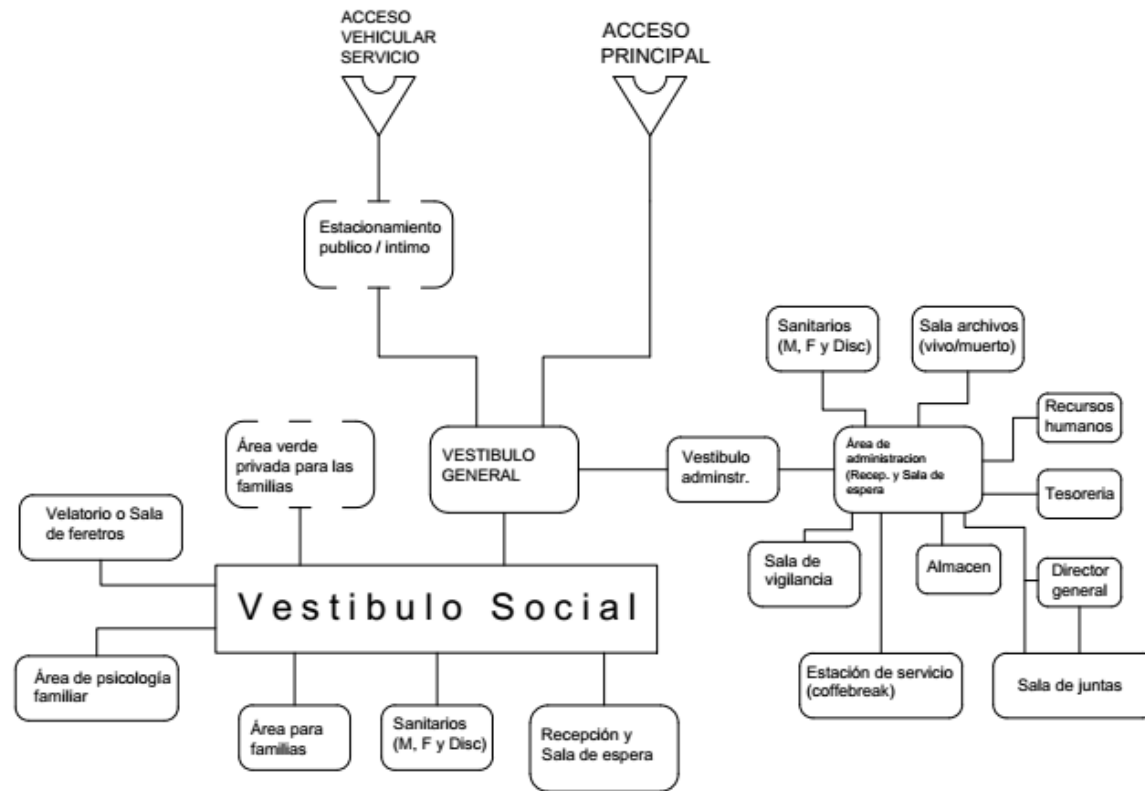 ACCESO
VEHICULAR
SERVICIO
ACCESO
PRINCIPAL
Estacionamiento
publico / intimo
Sanitarios
(M, F y Disc)
Sala archivos
(vivo/muerto)
Recursos
humanos
Área verde
privada para las
familias
VESTIBULO
GENERAL
Vestibulo
adminstr.
Área de
administracion
(Recep. y Sala de
espera
Tesoreria
Velatorio o Sala
de feretros
Sala de
vigilancia
Almacen
Director
general
Vestibulo Social
Área de psicología
familiar
Estación de servicio
(coffebreak)
Sala de juntas
Área para
familias
Sanitarios
(M, F y Disc)
Recepción y
Sala de espera